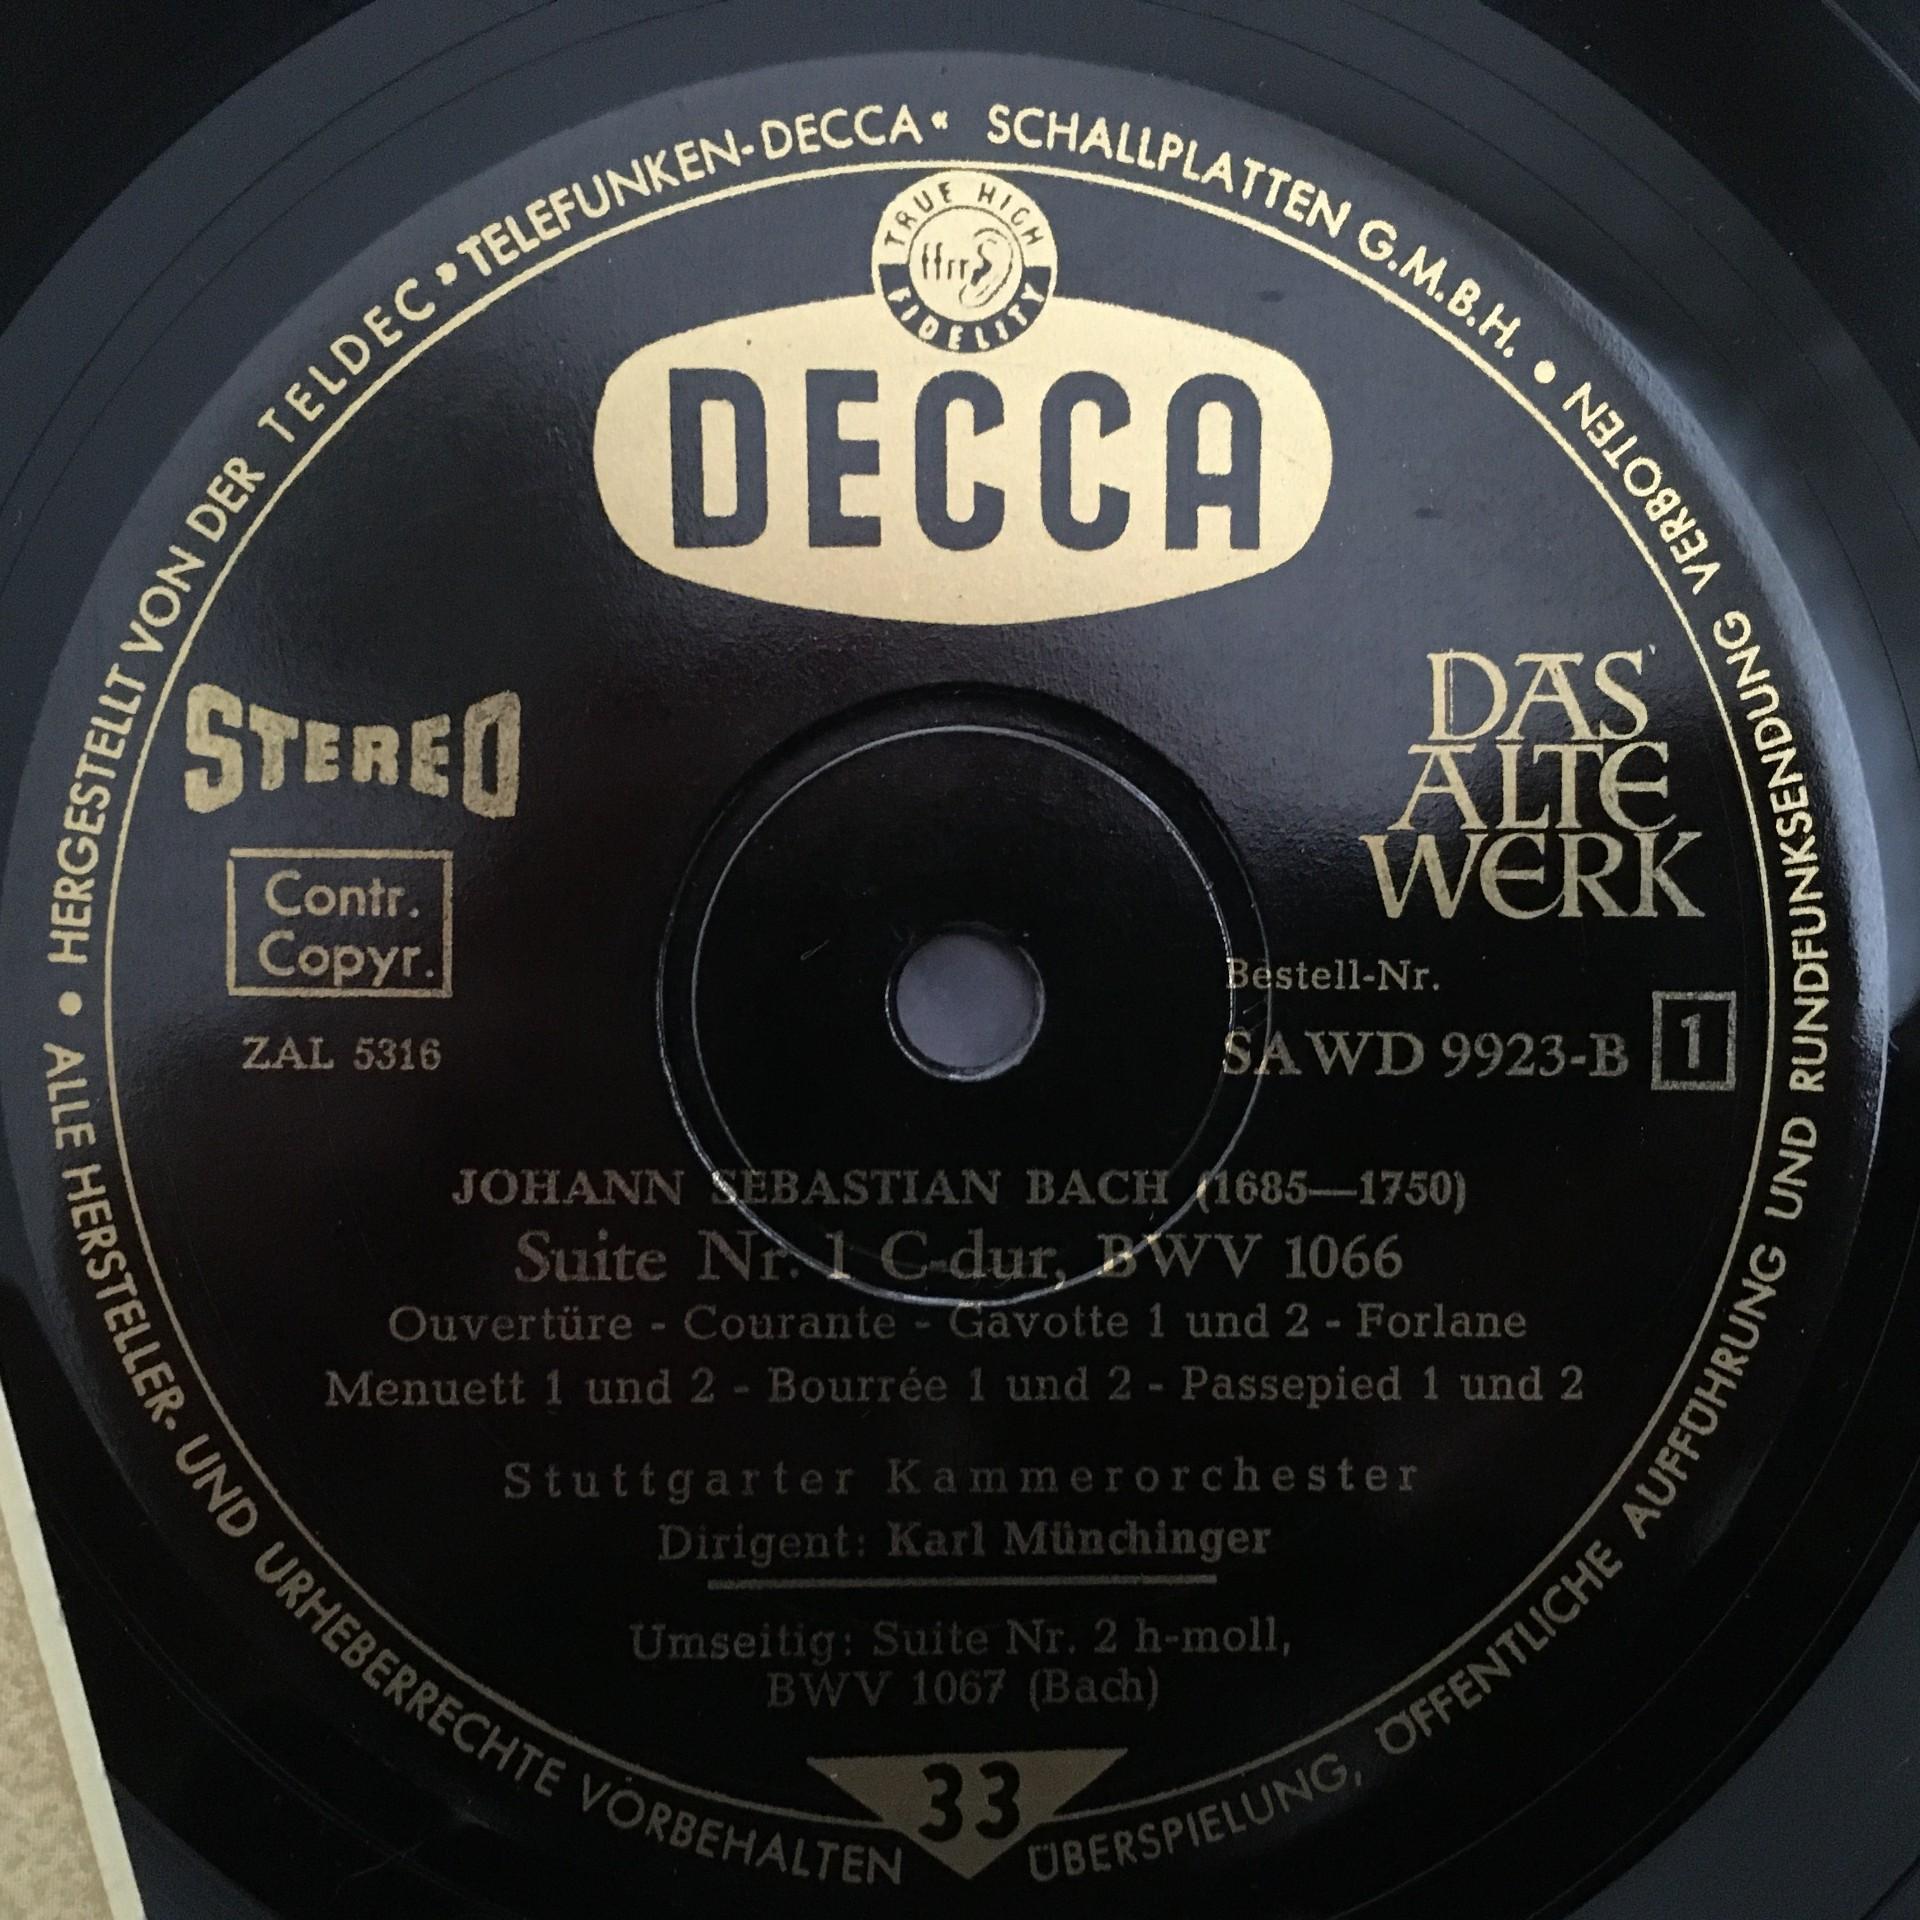 HERGESTELLT VON DER TELDEC »TELEFUNKEN-DECCA« SCHALLPLATTEN G.M.B.H. •
TRUE HIGH
ffrr
FIDELITY
DECCA
STEREO
DAS
ALTE
WERK
Contr.
Copyr.
Bestell-Nr.
ZAL 5316
SAWD 9923-B 1
JOHANN SEBASTIAN BACH (1685—1750)
Suite Nr. 1 C-dur, BWV 1066
Ouvertüre - Courante - Gavotte 1 und 2 - Forlane
Menuett 1 und 2 - Bourrée 1 und 2 - Passepied 1 und 2
Stuttgarter Kammerorchester
Dirigent: Karl Münchinger
Umseitig: Suite Nr. 2 h-moll,
BWV 1067 (Bach)
33
• ALLE HERSTELLER- UND URHEBERRECHTE VORBEHALTEN
ÜBERSPIELUNG, ÖFFENTLICHE AUFFÜHRUNG UND RUNDFUNKSENDUNG VERBOTEN